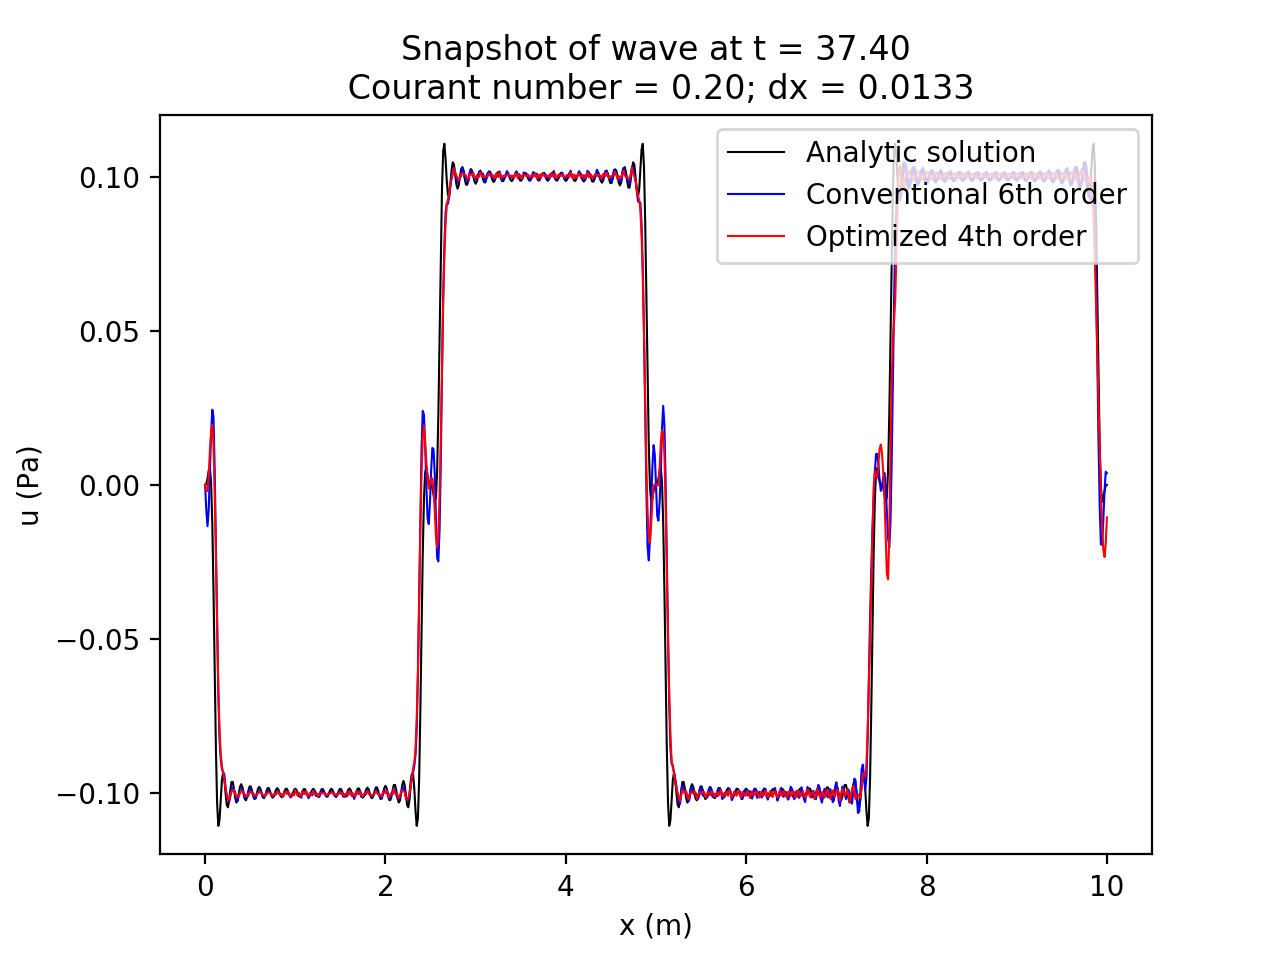 Snapshot of wave at t = 37.40
Courant number = 0.20; dx = 0.0133
Analytic solution
Conventional 6th order
Optimized 4th order
0.10
0.05
0.00
−0.05
−0.10
u (Pa)
0 2 4 6 8 10
x (m)